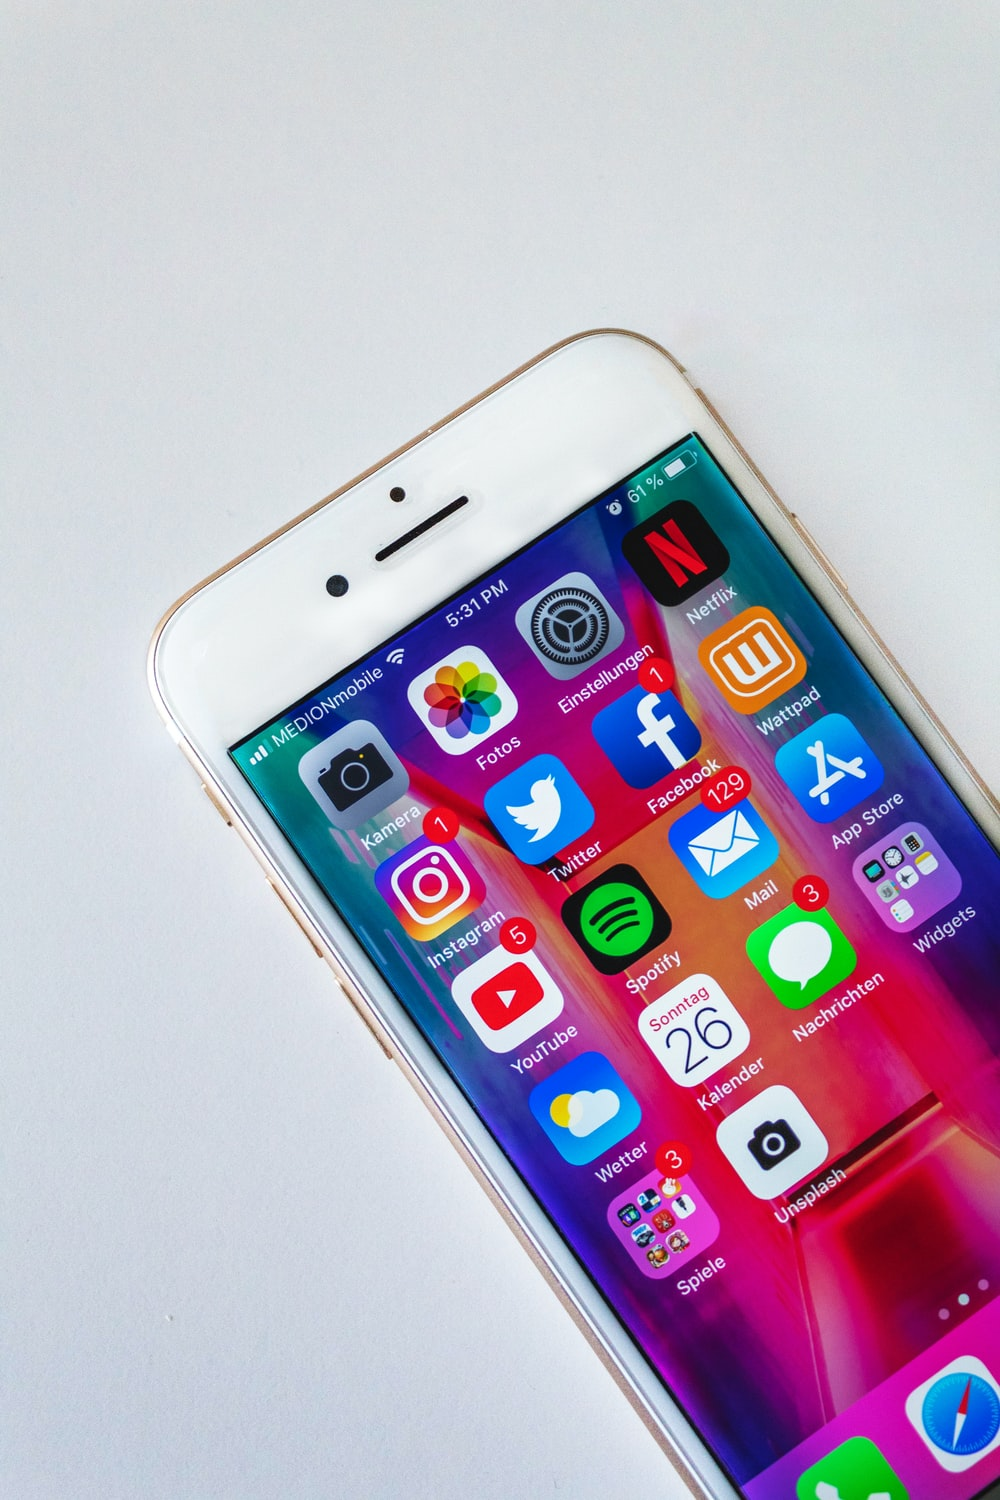 MEDIONmobile
5:31 PM
61 %
Kamera
Fotos
Einstellungen
Netflix
1
Instagram
Twitter
1
Facebook
Wattpad
5
YouTube
Spotify
129
Mail
App Store
Wetter
Sonntag
26
Kalender
3
Nachrichten
Widgets
3
Spiele
Unsplash